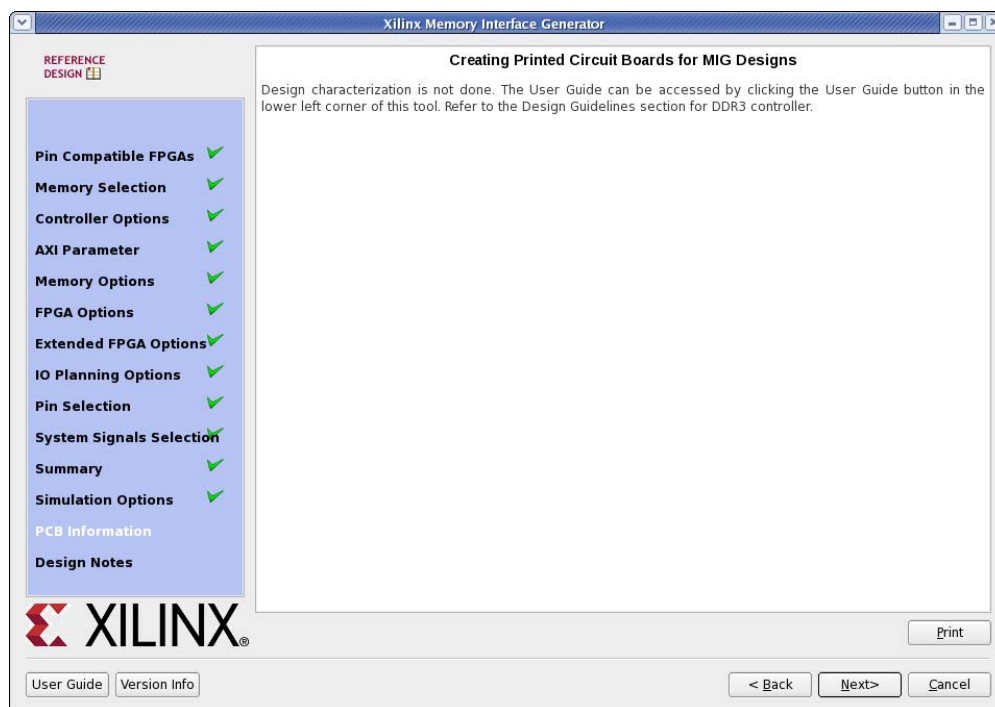 Xilinx Memory Interface Generator
REFERENCE
DESIGN
Pin Compatible FPGAs
Memory Selection
Controller Options
AXI Parameter
Memory Options
FPGA Options
Extended FPGA Options
IO Planning Options
Pin Selection
System Signals Selection
Summary
Simulation Options
PCB Information
Design Notes
XILINX®
Creating Printed Circuit Boards for MIG Designs
Design characterization is not done. The User Guide can be accessed by clicking the User Guide button in the
lower left corner of this tool. Refer to the Design Guidelines section for DDR3 controller.
Print
User Guide
Version Info
< Back
Next>
Cancel